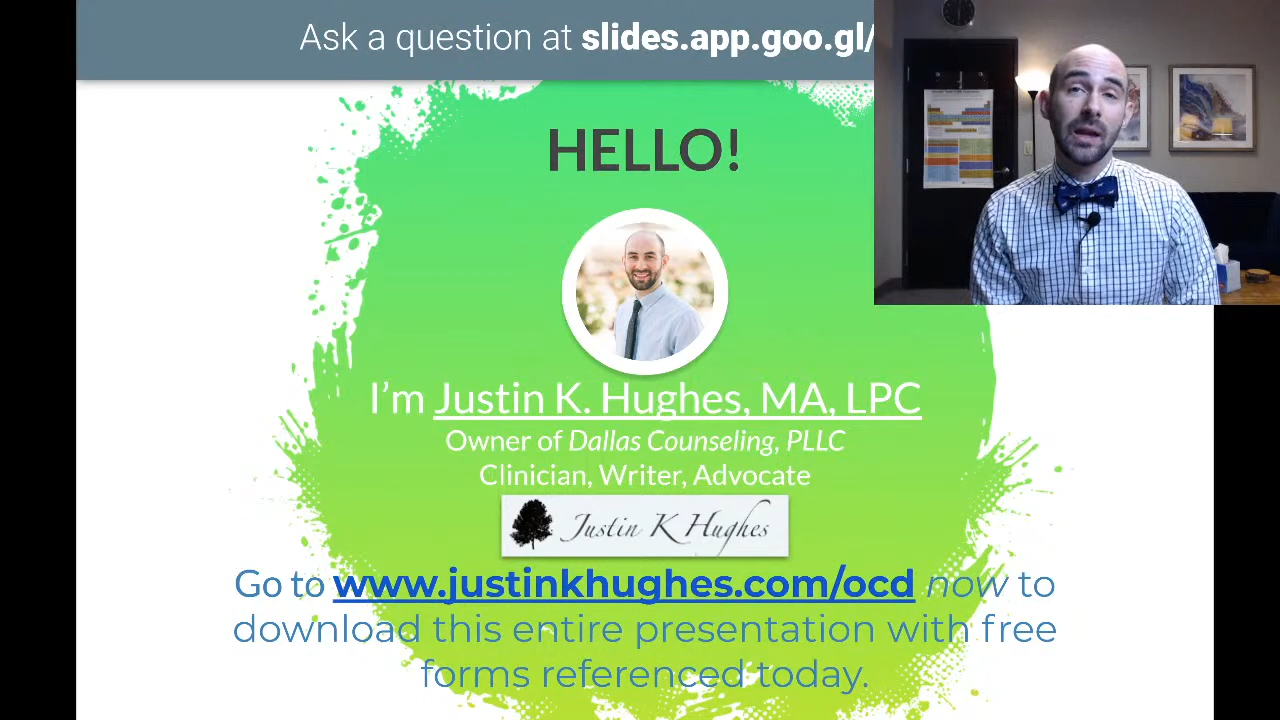 Ask a question at slides.app.goo.gl/
HELLO!
I'm Justin K. Hughes, MA, LPC
Owner of Dallas Counseling, PLLC
Clinician, Writer, Advocate
Justin K Hughes
Go to www.justinkhughes.com/ocd now to
download this entire presentation with free
forms referenced today.